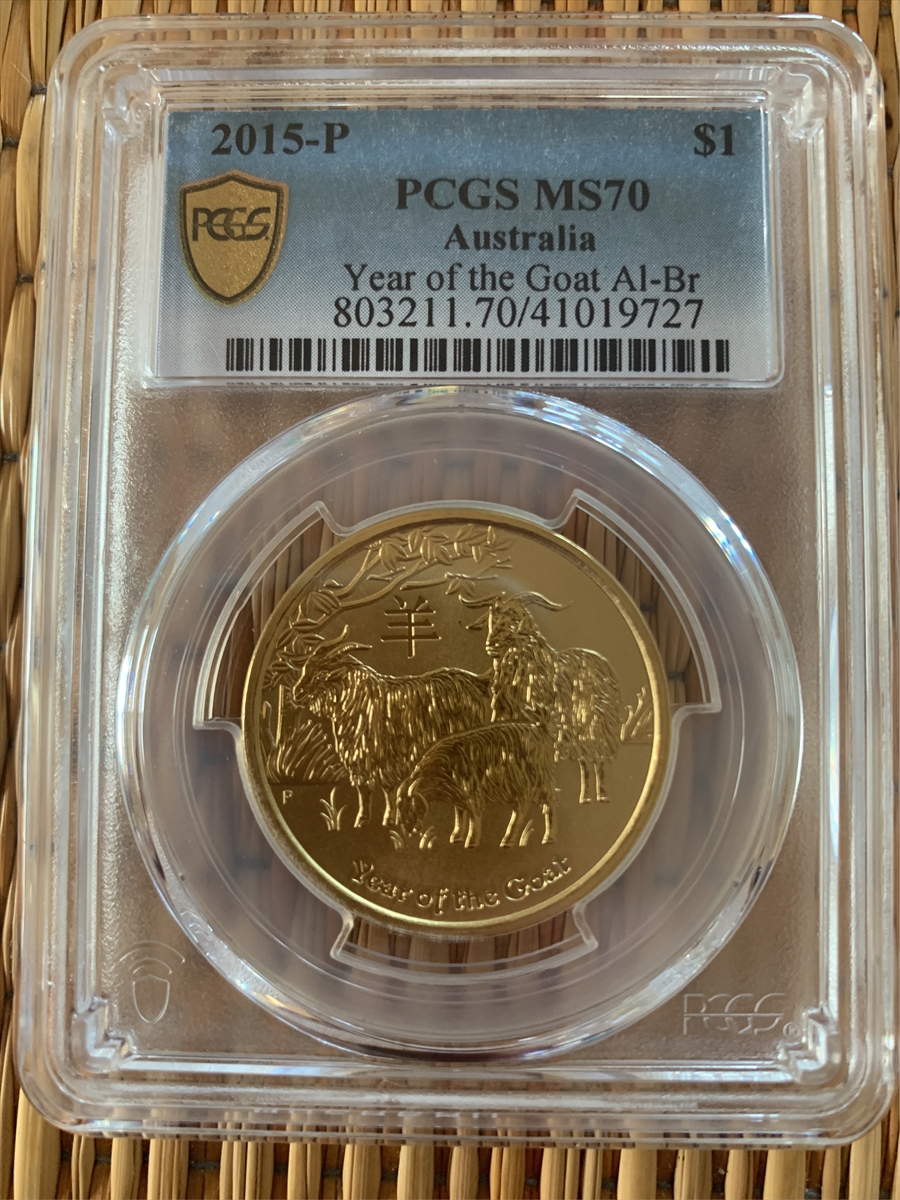 2015-P $1
PCGS MS70
PCGS
Australia
Year of the Goat Al-Br
803211.70/41019727
羊
P
Year of the Goat
PCGS